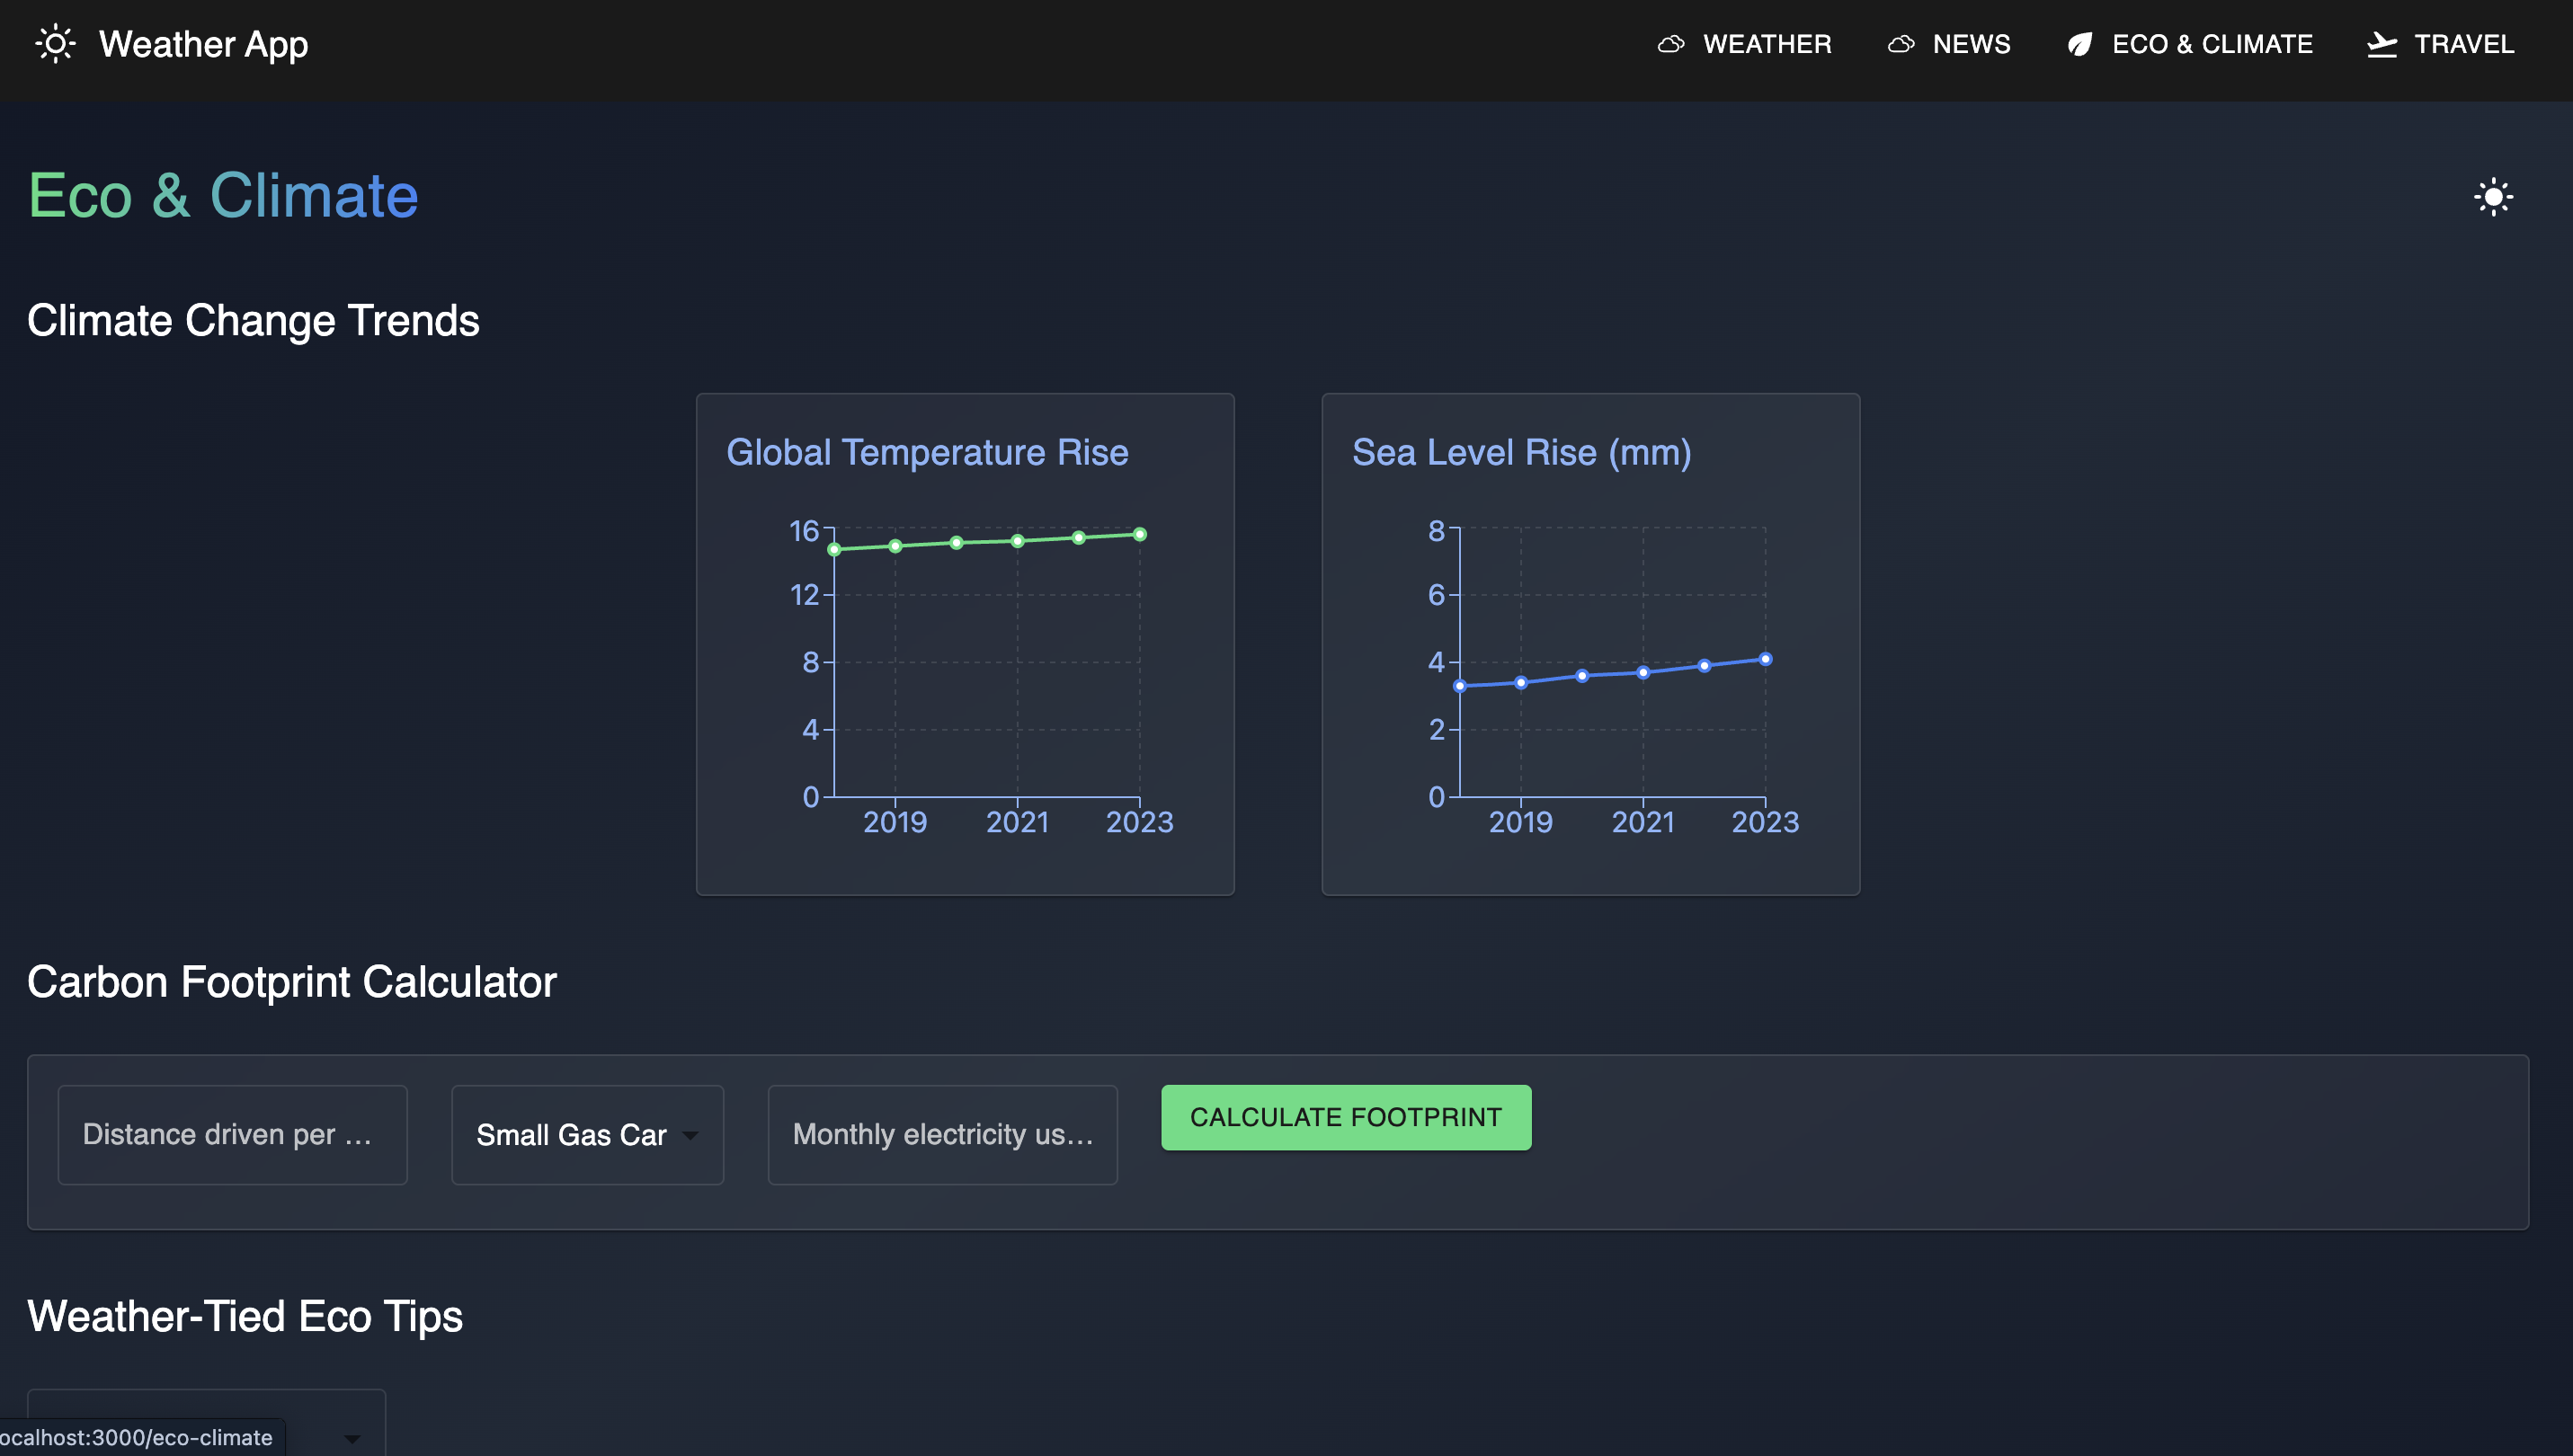 Weather App
WEATHER
NEWS
ECO & CLIMATE
TRAVEL
Eco & Climate
Climate Change Trends
Global Temperature Rise
16
12
8
4
0
2019 2021 2023
Sea Level Rise (mm)
8
6
4
2
0
2019 2021 2023
Carbon Footprint Calculator
Distance driven per ...
Small Gas Car
Monthly electricity us...
CALCULATE FOOTPRINT
Weather-Tied Eco Tips
ocalhost:3000/eco-climate